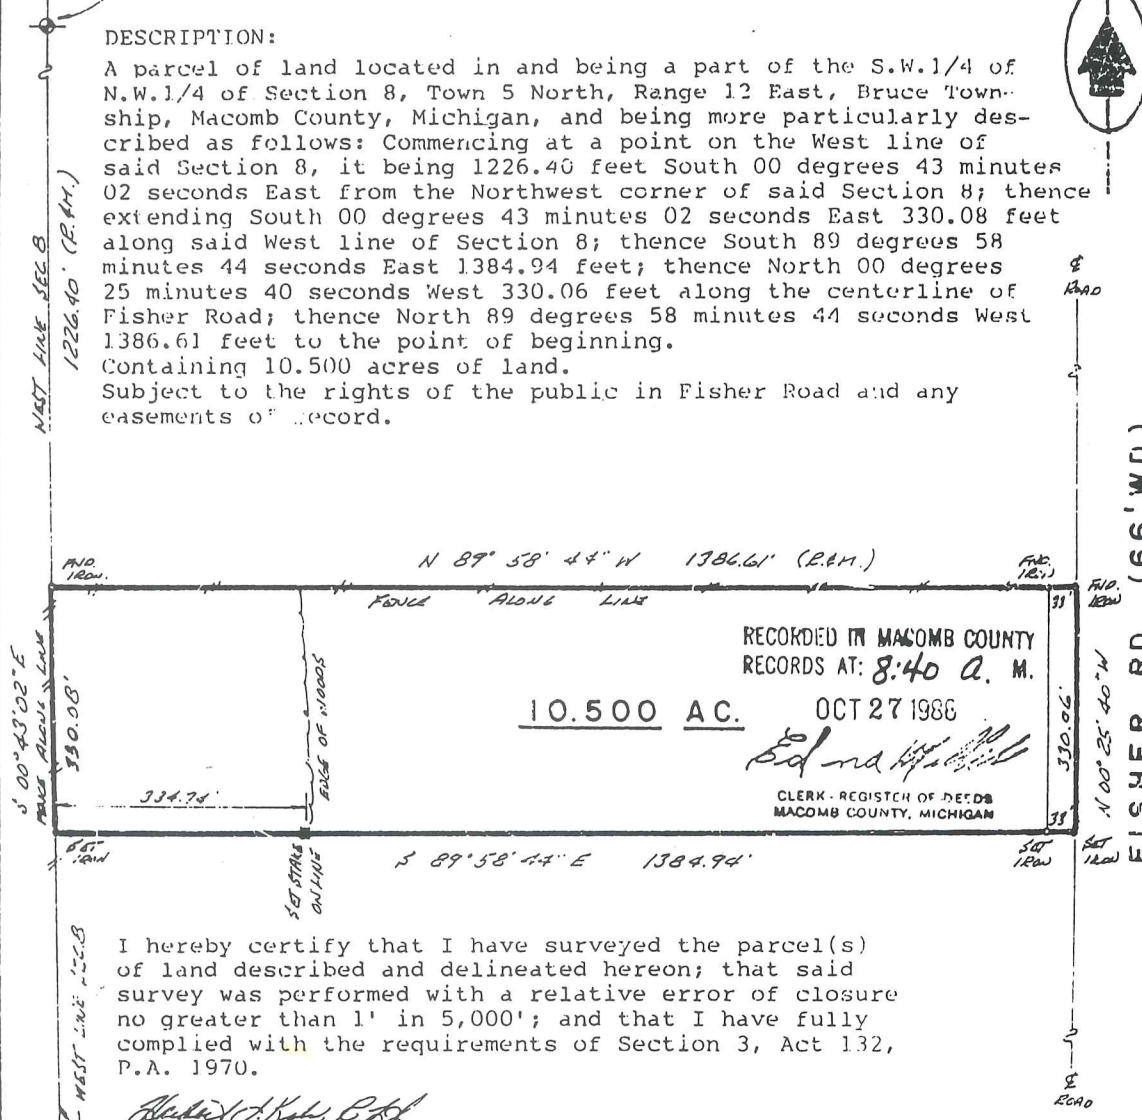 DESCRIPTION:
A parcel of land located in and being a part of the S.W.1/4 of
N.W.1/4 of Section 8, Town 5 North, Range 12 East, Bruce Town-
ship, Macomb County, Michigan, and being more particularly des-
cribed as follows: Commencing at a point on the West line of
said Section 8, it being 1226.40 feet South 00 degrees 43 minutes
02 seconds East from the Northwest corner of said Section 8; thence
extending South 00 degrees 43 minutes 02 seconds East 330.08 feet
along said West line of Section 8; thence South 89 degrees 58
minutes 44 seconds East 1384.94 feet; thence North 00 degrees
25 minutes 40 seconds West 330.06 feet along the centerline of
Fisher Road; thence North 89 degrees 58 minutes 44 seconds West
1386.61 feet to the point of beginning.
Containing 10.500 acres of land.
Subject to the rights of the public in Fisher Road and any
easements of record.
WEST LINE SEC 8
1226.40' (R.&M.)
℄
ROAD
FISHER RD (66' WD)
N 89° 58' 44" W 1386.61' (R.&M.)
FND.
IRON.
FND.
IRON
FND.
IRON
FENCE ALONG LINE
33'
S 00° 43' 02" E
FENCE ALONG LINE
330.08'
EDGE OF WOODS
334.74'
10.500 AC.
RECORDED IN MACOMB COUNTY
RECORDS AT: 8:40 A. M.
OCT 27 1986
CLERK - REGISTER OF DEEDS
MACOMB COUNTY, MICHIGAN
330.06'
N 00° 25' 40" W
33'
SET
IRON
SET STAKE
ON LINE
S 89° 58' 44" E 1384.94'
SET
IRON
SET
IRON
WEST LINE SEC. 8
I hereby certify that I have surveyed the parcel(s)
of land described and delineated hereon; that said
survey was performed with a relative error of closure
no greater than 1' in 5,000'; and that I have fully
complied with the requirements of Section 3, Act 132,
P.A. 1970.
℄
ROAD